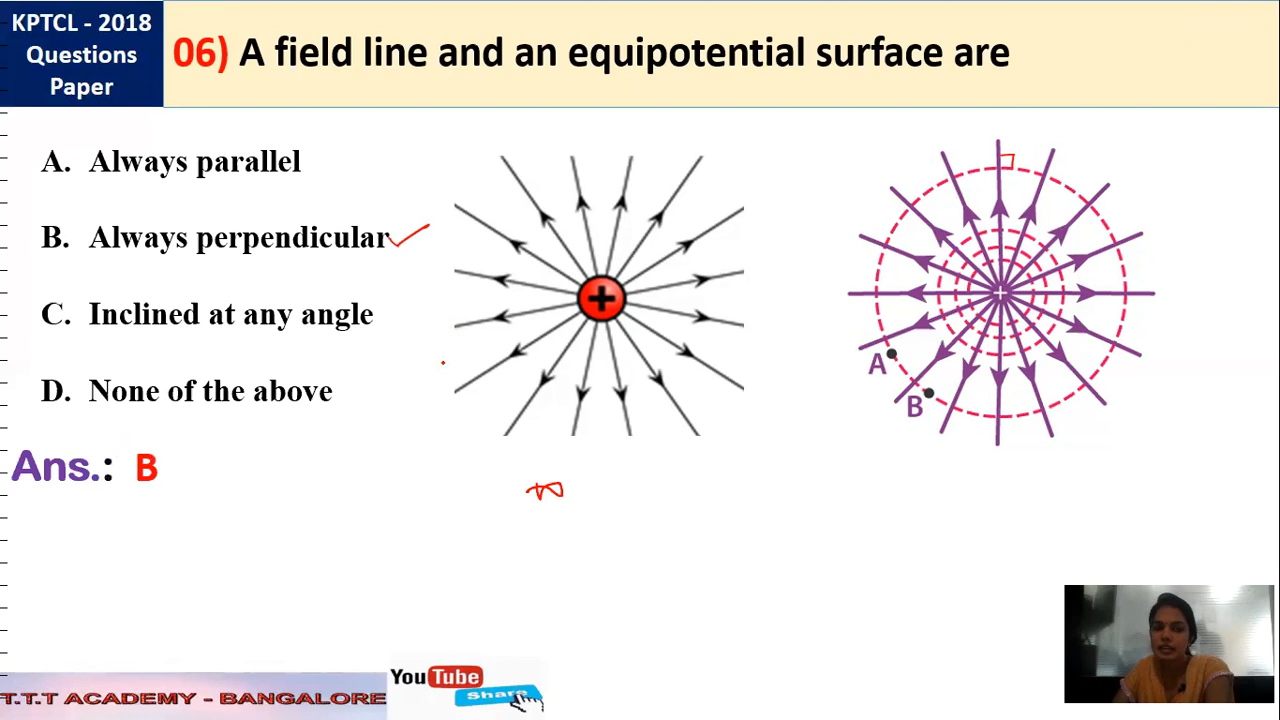 KPTCL - 2018
Questions
Paper
06) A field line and an equipotential surface are
A. Always parallel
B. Always perpendicular
C. Inclined at any angle
D. None of the above
Ans.: B
+
A
B
T.T.T ACADEMY - BANGALORE
YouTube
Share